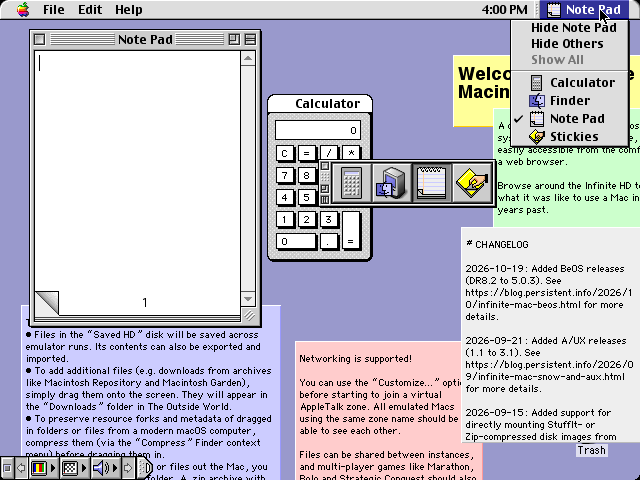 File Edit Help
4:00 PM
Note Pad
Hide Note Pad
Hide Others
Show All
Calculator
Finder
✓ Note Pad
Stickies
Note Pad
1
Calculator
0
C = / *
7 8
4 5
1 2 3
0 . =
Welco
Macin
easily accessible from the
a web browser.
Browse around the Infinite HD to
what it was like to use a Mac in
years past.
# CHANGELOG
2026-10-19: Added BeOS releases
(DR8.2 to 5.0.3). See
https://blog.persistent.info/2026/1
0/infinite-mac-beos.html for more
details.
2026-09-21: Added A/UX releases
(1.1 to 3.1). See
https://blog.persistent.info/2026/0
9/infinite-mac-snow-and-aux.html
for more details.
2026-09-15: Added support for
directly mounting StuffIt- or
Zip-compressed disk images from
Trash
● Files in the “Saved HD” disk will be saved across
emulator runs. Its contents can also be exported and
imported.
● To add additional files (e.g. downloads from archives
like Macintosh Repository and Macintosh Garden),
simply drag them onto the screen. They will appear
in the “Downloads” folder in The Outside World.
● To preserve resource forks and metadata of dragged
in folders or files from a modern macOS computer,
compress them (via the “Compress” Finder context
menu) before dragging them in.
or files out the Mac, you
folder. A .zip archive with
Networking is supported!
You can use the “Customize...” opti
before starting to join a virtual
AppleTalk zone. All emulated Macs
using the same zone name should be
able to see each other.
Files can be shared between instances,
and multi-player games like Marathon,
Bolo and Strategic Conquest should also